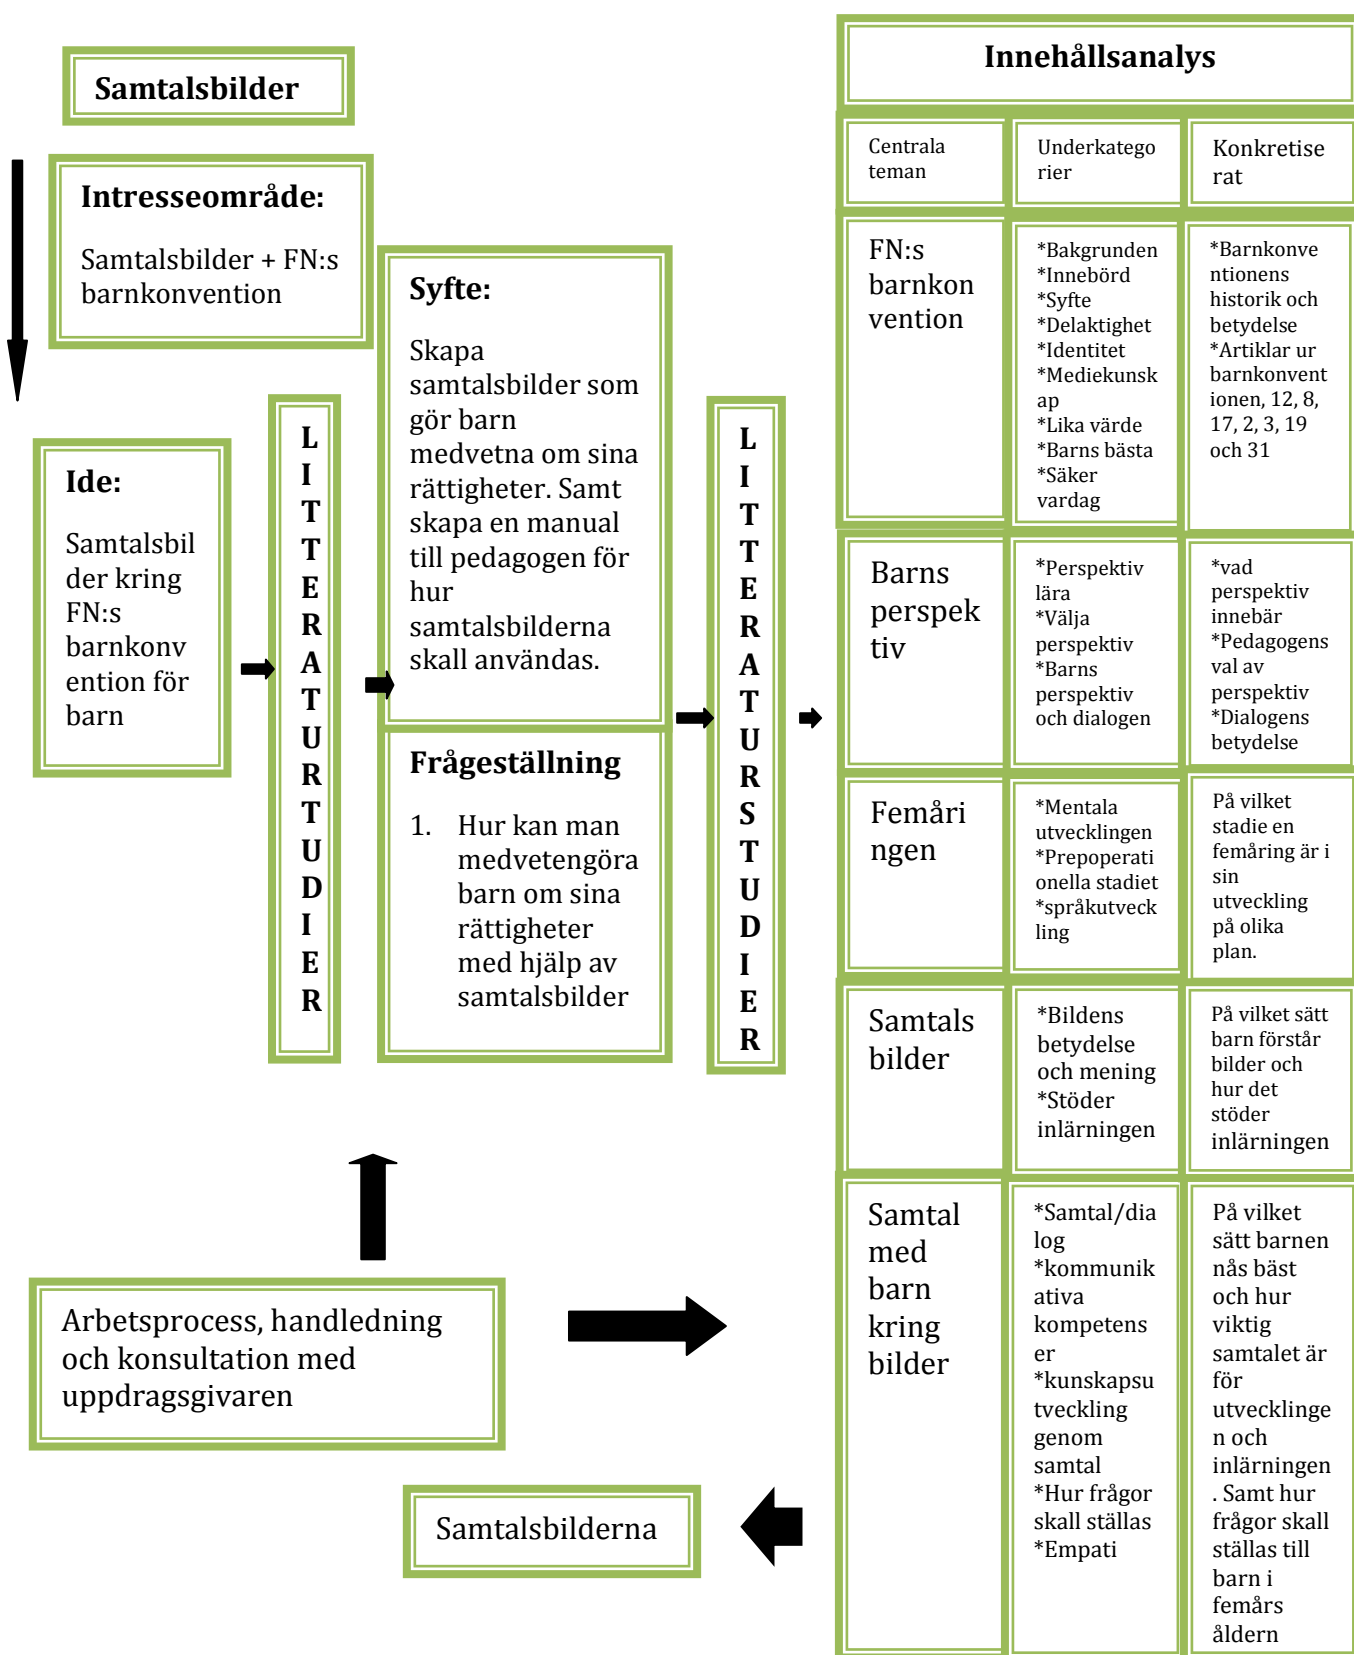 Samtalsbilder
Intresseområde:
Samtalsbilder + FN:s
barnkonvention
Ide:
Samtalsbil
der kring
FN:s
barnkonv
ention för
barn
L
I
T
T
E
R
A
T
U
R
T
U
D
I
E
R
Syfte:
Skapa
samtalsbilder som
gör barn
medvetna om sina
rättigheter. Samt
skapa en manual
till pedagogen för
hur
samtalsbilderna
skall användas.
Frågeställning
1. Hur kan man
medvetengöra
barn om sina
rättigheter
med hjälp av
samtalsbilder
L
I
T
T
E
R
A
T
U
R
S
T
U
D
I
E
R
Innehållsanalys
Centrala
teman
Underkatego
rier
Konkretise
rat
FN:s
barnkon
vention
*Bakgrunden
*Innebörd
*Syfte
*Delaktighet
*Identitet
*Mediekunsk
ap
*Lika värde
*Barns bästa
*Säker
vardag
*Barnkonve
ntionens
historik och
betydelse
*Artiklar ur
barnkonvent
ionen, 12, 8,
17, 2, 3, 19
och 31
Barns
perspek
tiv
*Perspektiv
lära
*Välja
perspektiv
*Barns
perspektiv
och dialogen
*vad
perspektiv
innebär
*Pedagogens
val av
perspektiv
*Dialogens
betydelse
Femåri
ngen
*Mentala
utvecklingen
*Prepoperati
onella stadiet
*språkutveck
ling
På vilket
stadie en
femåring är i
sin
utveckling
på olika
plan.
Samtals
bilder
*Bildens
betydelse
och mening
*Stöder
inlärningen
På vilket sätt
barn förstår
bilder och
hur det
stöder
inlärningen
Samtal
med
barn
kring
bilder
*Samtal/dia
log
*kommunik
ativa
kompetens
er
*kunskapsu
tveckling
genom
samtal
*Hur frågor
skall ställas
*Empati
På vilket
sätt barnen
nås bäst
och hur
viktig
samtalet är
för
utvecklinge
n och
inlärningen
. Samt hur
frågor skall
ställas till
barn i
femårs
åldern
Arbetsprocess, handledning
och konsultation med
uppdragsgivaren
Samtalsbilderna